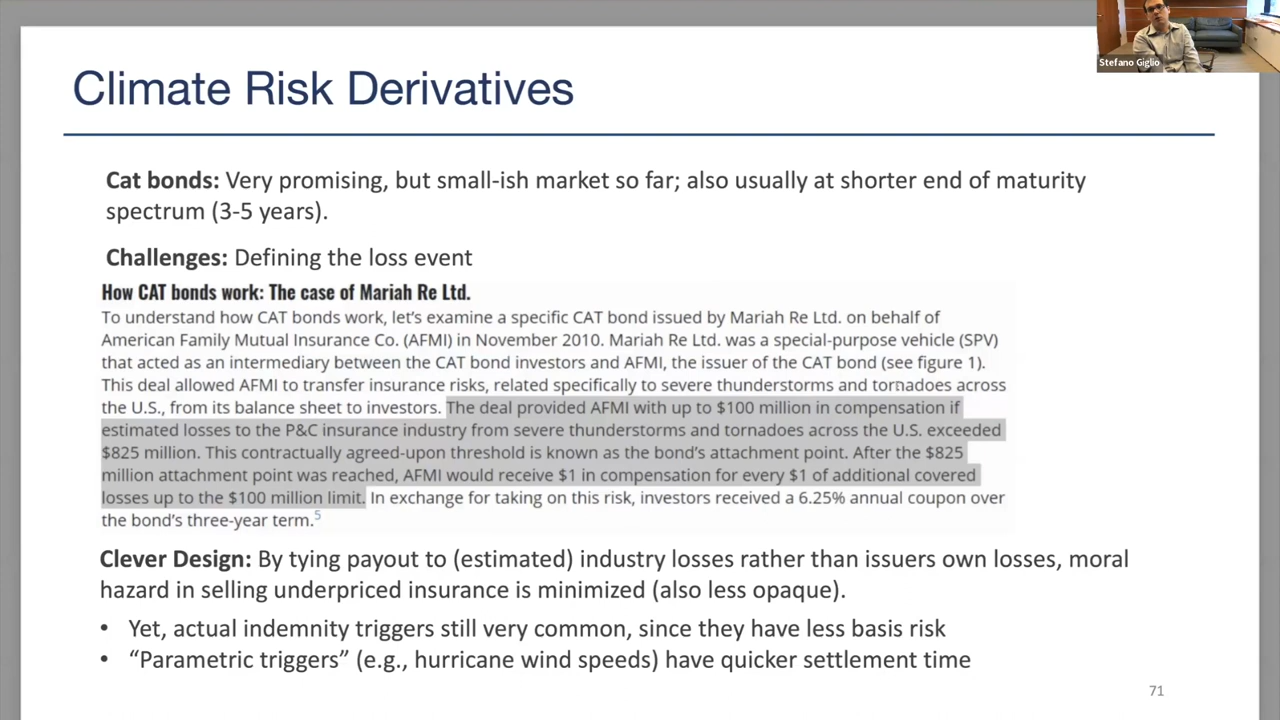 Stefano Giglio
Climate Risk Derivatives
Cat bonds: Very promising, but small-ish market so far; also usually at shorter end of maturity
spectrum (3-5 years).
Challenges: Defining the loss event
How CAT bonds work: The case of Mariah Re Ltd.
To understand how CAT bonds work, let's examine a specific CAT bond issued by Mariah Re Ltd. on behalf of
American Family Mutual Insurance Co. (AFMI) in November 2010. Mariah Re Ltd. was a special-purpose vehicle (SPV)
that acted as an intermediary between the CAT bond investors and AFMI, the issuer of the CAT bond (see figure 1).
This deal allowed AFMI to transfer insurance risks, related specifically to severe thunderstorms and tornadoes across
the U.S., from its balance sheet to investors. The deal provided AFMI with up to $100 million in compensation if
estimated losses to the P&C insurance industry from severe thunderstorms and tornadoes across the U.S. exceeded
$825 million. This contractually agreed-upon threshold is known as the bond's attachment point. After the $825
million attachment point was reached, AFMI would receive $1 in compensation for every $1 of additional covered
losses up to the $100 million limit. In exchange for taking on this risk, investors received a 6.25% annual coupon over
the bond's three-year term.5
Clever Design: By tying payout to (estimated) industry losses rather than issuers own losses, moral
hazard in selling underpriced insurance is minimized (also less opaque).
• Yet, actual indemnity triggers still very common, since they have less basis risk
• “Parametric triggers” (e.g., hurricane wind speeds) have quicker settlement time
71